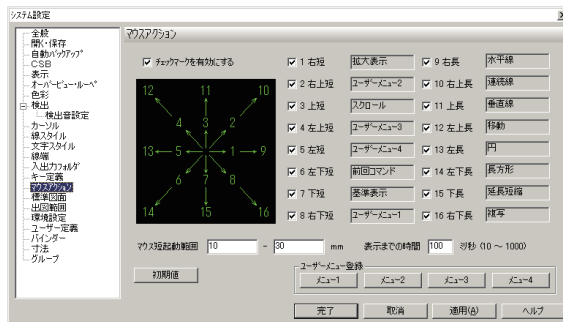 システム設定
全般
開く・保存
自動バックアップ
CSB
表示
オーバービュー・ルーペ
色彩
検出
検出音設定
カーソル
線スタイル
文字スタイル
線端
入出力フォルダ
キー定義
マウスアクション
標準図面
出図範囲
環境設定
ユーザー定義
バインダー
寸法
グループ
マウスアクション
チェックマークを有効にする
12 11 10
4 3 2
13 5 1 9
6 7 8
14 15 16
1 右短 拡大表示 9 右長 水平線
2 右上短 ユーザーメニュー2 10 右上長 連続線
3 上短 スクロール 11 上長 垂直線
4 左上短 ユーザーメニュー3 12 左上長 移動
5 左短 ユーザーメニュー4 13 左長 円
6 左下短 前回コマンド 14 左下長 長方形
7 下短 基準表示 15 下長 延長短縮
8 右下短 ユーザーメニュー1 16 右下長 複写
マウス短起動範囲 10 - 30 mm 表示までの時間 100 ミリ秒 (10 ～ 1000)
初期値
ユーザーメニュー登録
メニュー1 メニュー2 メニュー3 メニュー4
完了 取消 適用(A) ヘルプ